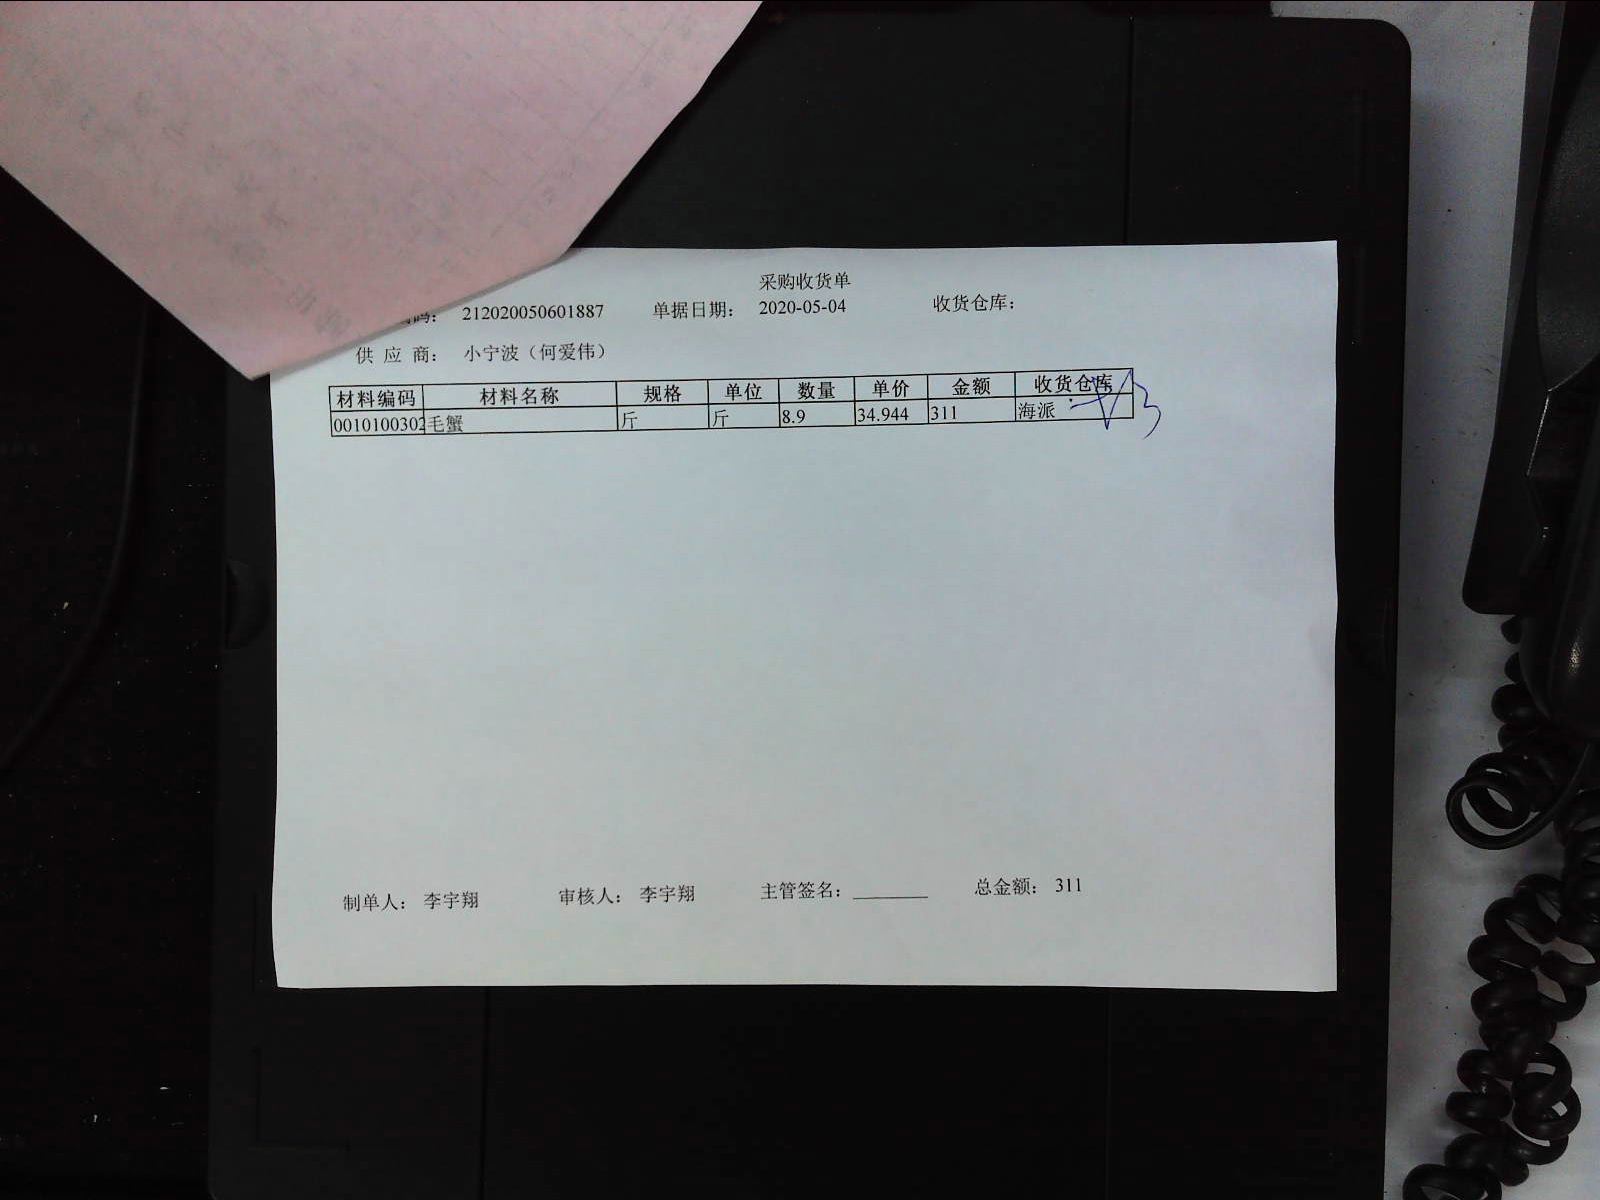 采购收货单
码： 212020050601887 单据日期： 2020-05-04 收货仓库：
供 应 商： 小宁波（何爱伟）
材料编码 材料名称 规格 单位 数量 单价 金额 收货仓库
0010100302 毛蟹 斤 斤 8.9 34.944 311 海派
制单人： 李宇翔 审核人： 李宇翔 主管签名： ________ 总金额： 311